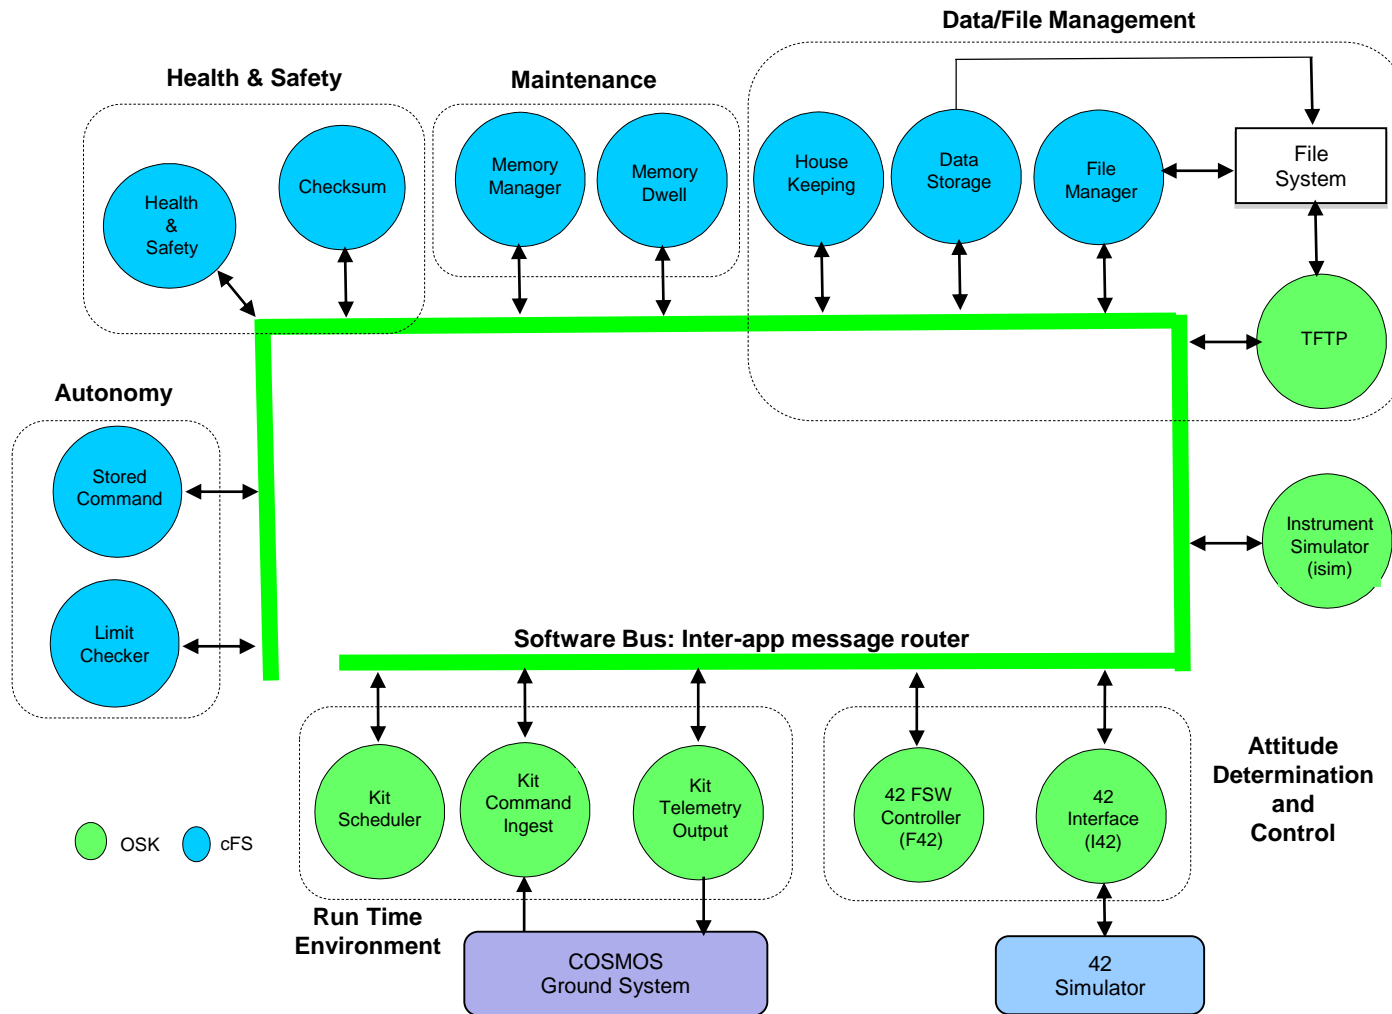 Data/File Management
Health & Safety
Maintenance
Health
&
Safety
Checksum
Memory
Manager
Memory
Dwell
House
Keeping
Data
Storage
File
Manager
File
System
TFTP
Autonomy
Stored
Command
Limit
Checker
Instrument
Simulator
(isim)
Software Bus: Inter-app message router
Kit
Scheduler
Kit
Command
Ingest
Kit
Telemetry
Output
42 FSW
Controller
(F42)
42
Interface
(I42)
Attitude
Determination
and
Control
OSK
cFS
Run Time
Environment
COSMOS
Ground System
42
Simulator